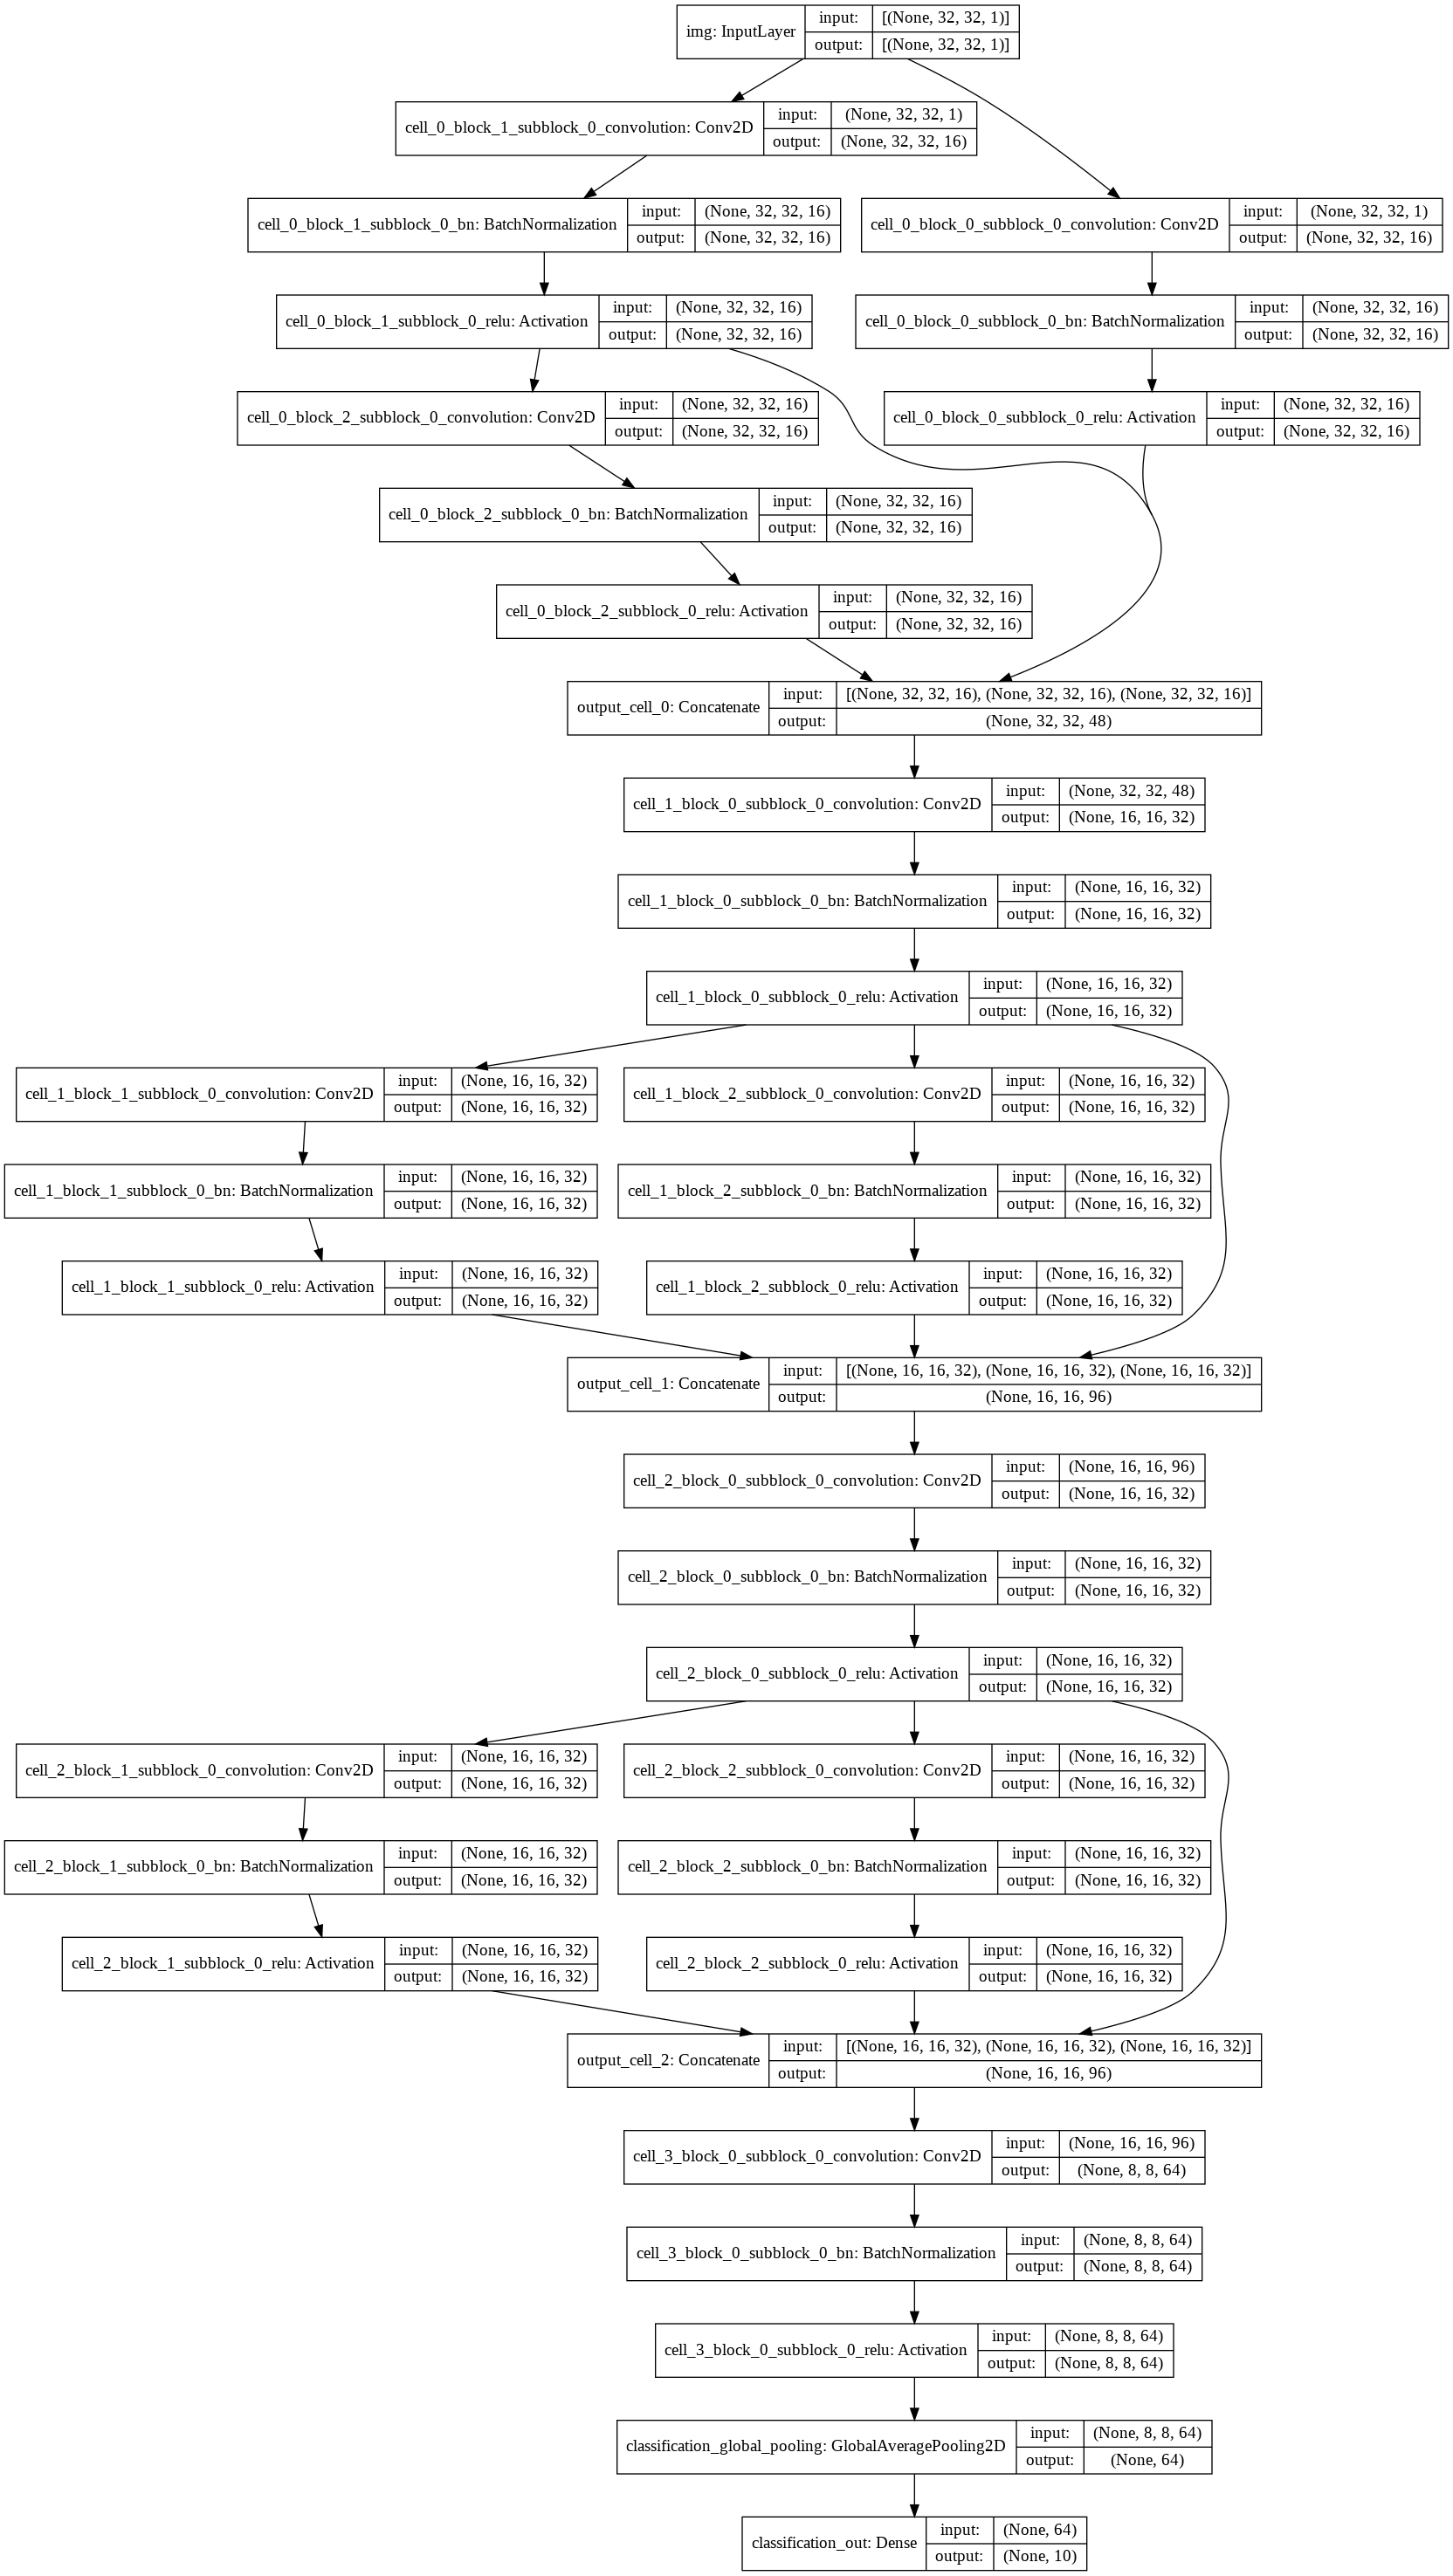 img: InputLayer
input: [(None, 32, 32, 1)]
output: [(None, 32, 32, 1)]
cell_0_block_1_subblock_0_convolution: Conv2D
input: (None, 32, 32, 1)
output: (None, 32, 32, 16)
cell_0_block_1_subblock_0_bn: BatchNormalization
input: (None, 32, 32, 16)
output: (None, 32, 32, 16)
cell_0_block_0_subblock_0_convolution: Conv2D
input: (None, 32, 32, 1)
output: (None, 32, 32, 16)
cell_0_block_1_subblock_0_relu: Activation
input: (None, 32, 32, 16)
output: (None, 32, 32, 16)
cell_0_block_0_subblock_0_bn: BatchNormalization
input: (None, 32, 32, 16)
output: (None, 32, 32, 16)
cell_0_block_2_subblock_0_convolution: Conv2D
input: (None, 32, 32, 16)
output: (None, 32, 32, 16)
cell_0_block_0_subblock_0_relu: Activation
input: (None, 32, 32, 16)
output: (None, 32, 32, 16)
cell_0_block_2_subblock_0_bn: BatchNormalization
input: (None, 32, 32, 16)
output: (None, 32, 32, 16)
cell_0_block_2_subblock_0_relu: Activation
input: (None, 32, 32, 16)
output: (None, 32, 32, 16)
output_cell_0: Concatenate
input: [(None, 32, 32, 16), (None, 32, 32, 16), (None, 32, 32, 16)]
output: (None, 32, 32, 48)
cell_1_block_0_subblock_0_convolution: Conv2D
input: (None, 32, 32, 48)
output: (None, 16, 16, 32)
cell_1_block_0_subblock_0_bn: BatchNormalization
input: (None, 16, 16, 32)
output: (None, 16, 16, 32)
cell_1_block_0_subblock_0_relu: Activation
input: (None, 16, 16, 32)
output: (None, 16, 16, 32)
cell_1_block_1_subblock_0_convolution: Conv2D
input: (None, 16, 16, 32)
output: (None, 16, 16, 32)
cell_1_block_2_subblock_0_convolution: Conv2D
input: (None, 16, 16, 32)
output: (None, 16, 16, 32)
cell_1_block_1_subblock_0_bn: BatchNormalization
input: (None, 16, 16, 32)
output: (None, 16, 16, 32)
cell_1_block_2_subblock_0_bn: BatchNormalization
input: (None, 16, 16, 32)
output: (None, 16, 16, 32)
cell_1_block_1_subblock_0_relu: Activation
input: (None, 16, 16, 32)
output: (None, 16, 16, 32)
cell_1_block_2_subblock_0_relu: Activation
input: (None, 16, 16, 32)
output: (None, 16, 16, 32)
output_cell_1: Concatenate
input: [(None, 16, 16, 32), (None, 16, 16, 32), (None, 16, 16, 32)]
output: (None, 16, 16, 96)
cell_2_block_0_subblock_0_convolution: Conv2D
input: (None, 16, 16, 96)
output: (None, 16, 16, 32)
cell_2_block_0_subblock_0_bn: BatchNormalization
input: (None, 16, 16, 32)
output: (None, 16, 16, 32)
cell_2_block_0_subblock_0_relu: Activation
input: (None, 16, 16, 32)
output: (None, 16, 16, 32)
cell_2_block_1_subblock_0_convolution: Conv2D
input: (None, 16, 16, 32)
output: (None, 16, 16, 32)
cell_2_block_2_subblock_0_convolution: Conv2D
input: (None, 16, 16, 32)
output: (None, 16, 16, 32)
cell_2_block_1_subblock_0_bn: BatchNormalization
input: (None, 16, 16, 32)
output: (None, 16, 16, 32)
cell_2_block_2_subblock_0_bn: BatchNormalization
input: (None, 16, 16, 32)
output: (None, 16, 16, 32)
cell_2_block_1_subblock_0_relu: Activation
input: (None, 16, 16, 32)
output: (None, 16, 16, 32)
cell_2_block_2_subblock_0_relu: Activation
input: (None, 16, 16, 32)
output: (None, 16, 16, 32)
output_cell_2: Concatenate
input: [(None, 16, 16, 32), (None, 16, 16, 32), (None, 16, 16, 32)]
output: (None, 16, 16, 96)
cell_3_block_0_subblock_0_convolution: Conv2D
input: (None, 16, 16, 96)
output: (None, 8, 8, 64)
cell_3_block_0_subblock_0_bn: BatchNormalization
input: (None, 8, 8, 64)
output: (None, 8, 8, 64)
cell_3_block_0_subblock_0_relu: Activation
input: (None, 8, 8, 64)
output: (None, 8, 8, 64)
classification_global_pooling: GlobalAveragePooling2D
input: (None, 8, 8, 64)
output: (None, 64)
classification_out: Dense
input: (None, 64)
output: (None, 10)